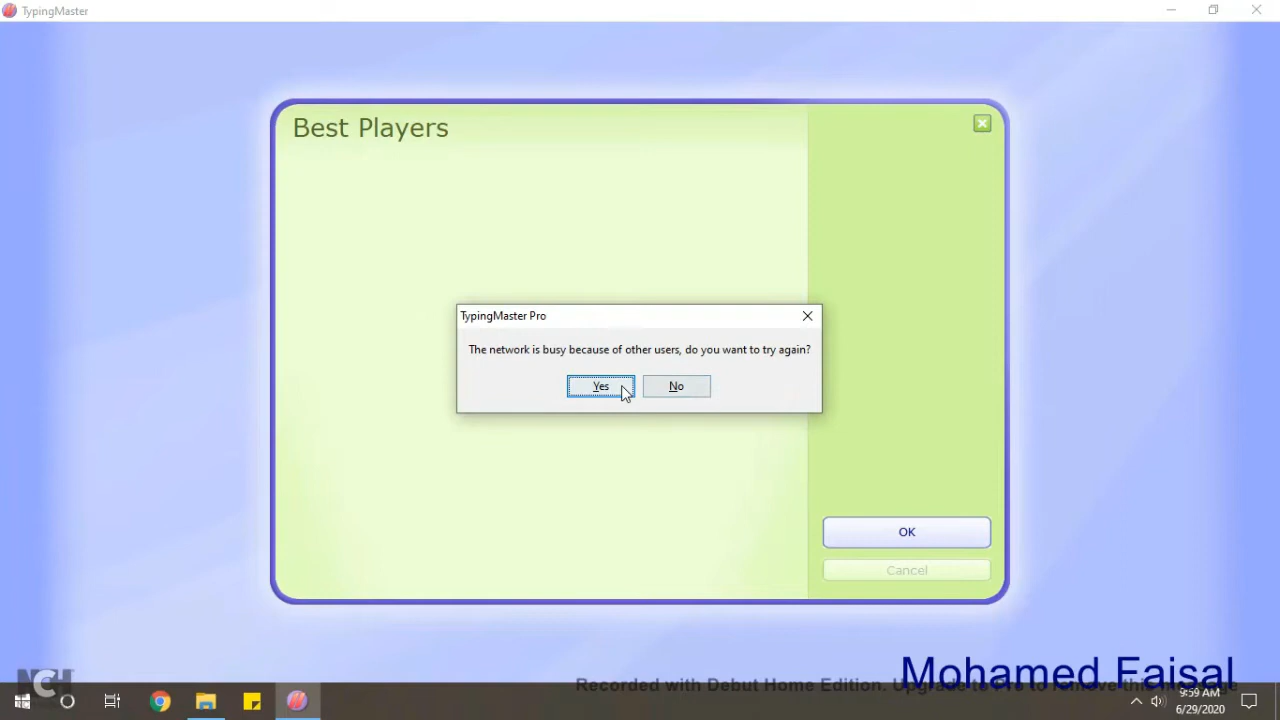 TypingMaster
Best Players
TypingMaster Pro
The network is busy because of other users, do you want to try again?
Yes
No
OK
Cancel
NCH
Mohamed Faisal
Recorded with Debut Home Edition. Upgrade to Pro to remove this message
9:59 AM
6/29/2020